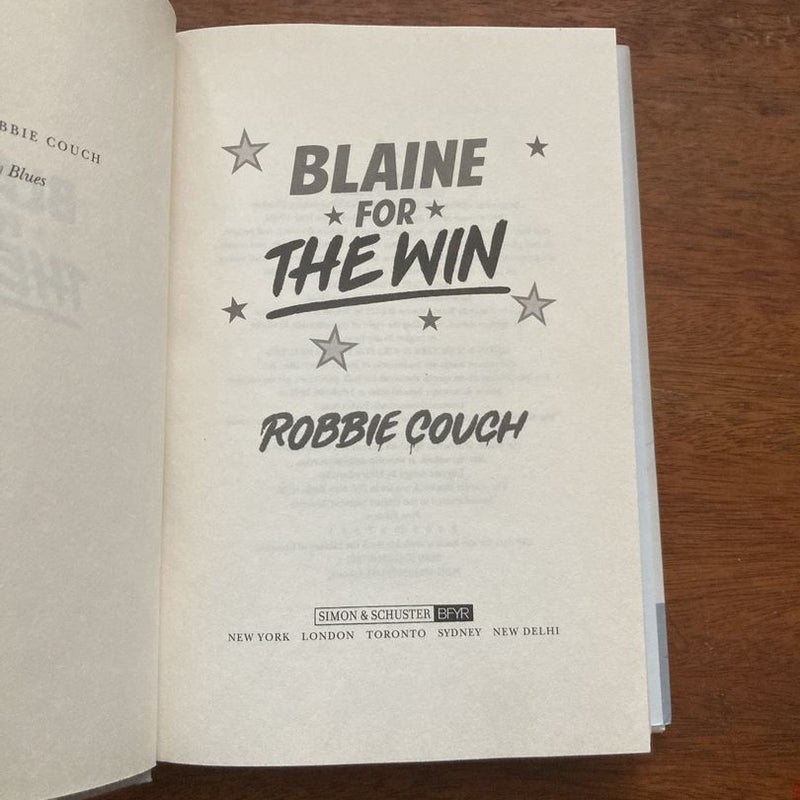 BBIE COUCH
Blues
BLAINE
FOR
THE WIN
ROBBIE COUCH
SIMON & SCHUSTER BFYR
NEW YORK LONDON TORONTO SYDNEY NEW DELHI